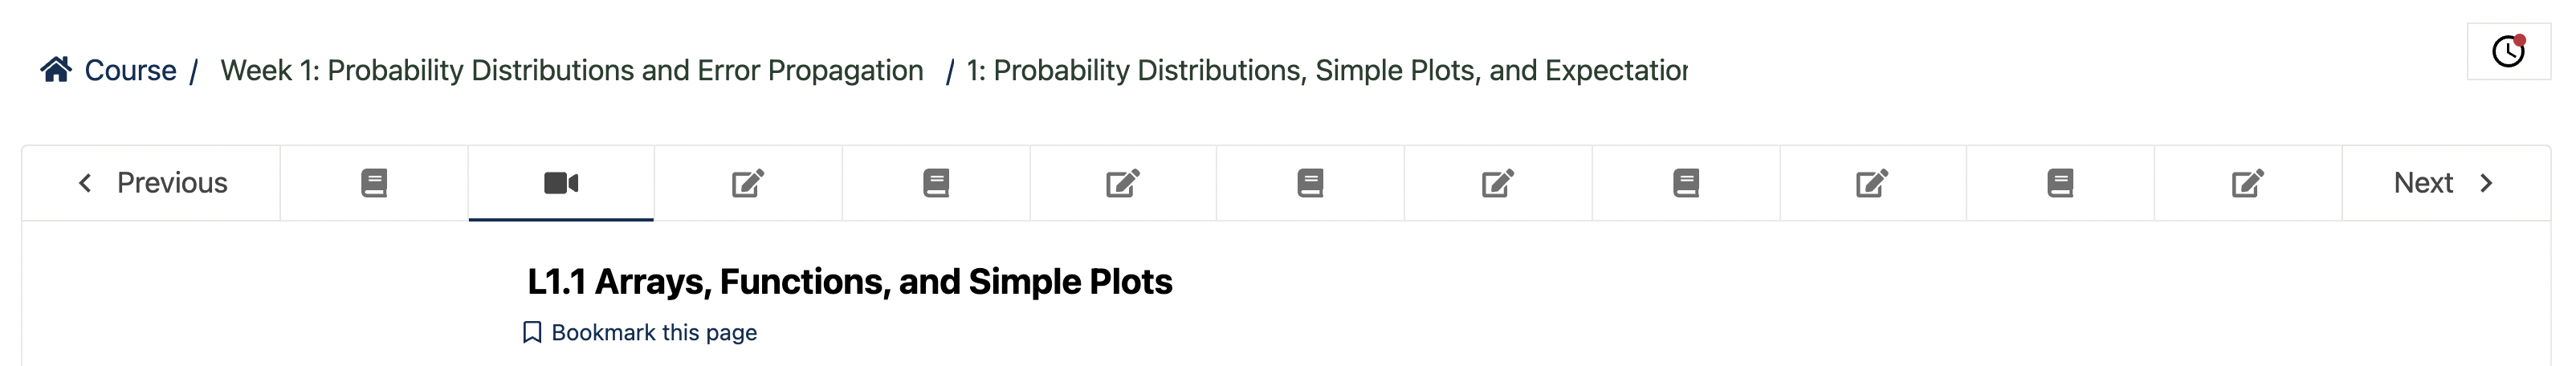 Course / Week 1: Probability Distributions and Error Propagation / 1: Probability Distributions, Simple Plots, and Expectation
Previous
Next
L1.1 Arrays, Functions, and Simple Plots
Bookmark this page